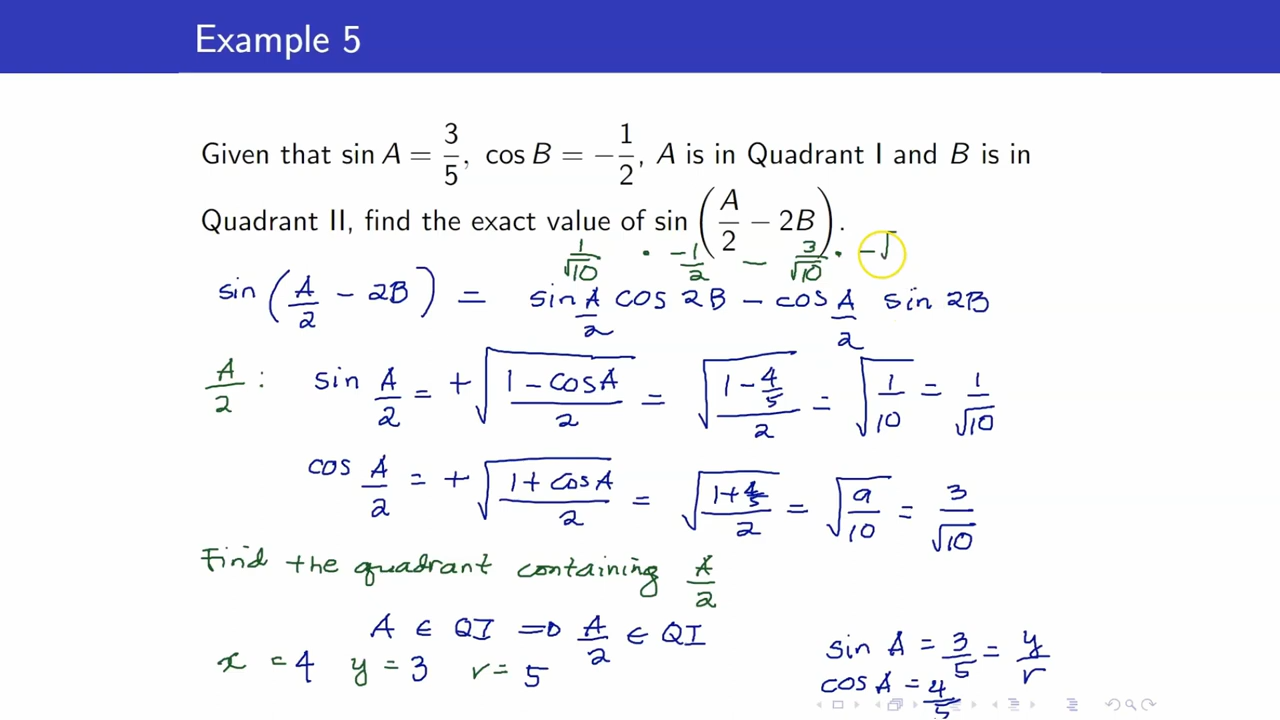 Example 5
Given that sin A = 3/5, cos B = −1/2, A is in Quadrant I and B is in
Quadrant II, find the exact value of sin (A/2 − 2B).
1/√10 · −1/2 − 3/√10 · −√
sin (A/2 − 2B) = sin A/2 cos 2B − cos A/2 sin 2B
A/2 : sin A/2 = +√((1 − cos A)/2) = √((1 − 4/5)/2) = √(1/10) = 1/√10
cos A/2 = +√((1 + cos A)/2) = √((1 + 4/5)/2) = √(9/10) = 3/√10
Find the quadrant containing A/2
A ∈ QI ⇒ A/2 ∈ QI
x = 4 y = 3 r = 5
sin A = 3/5 = y/r
cos A = 4/5